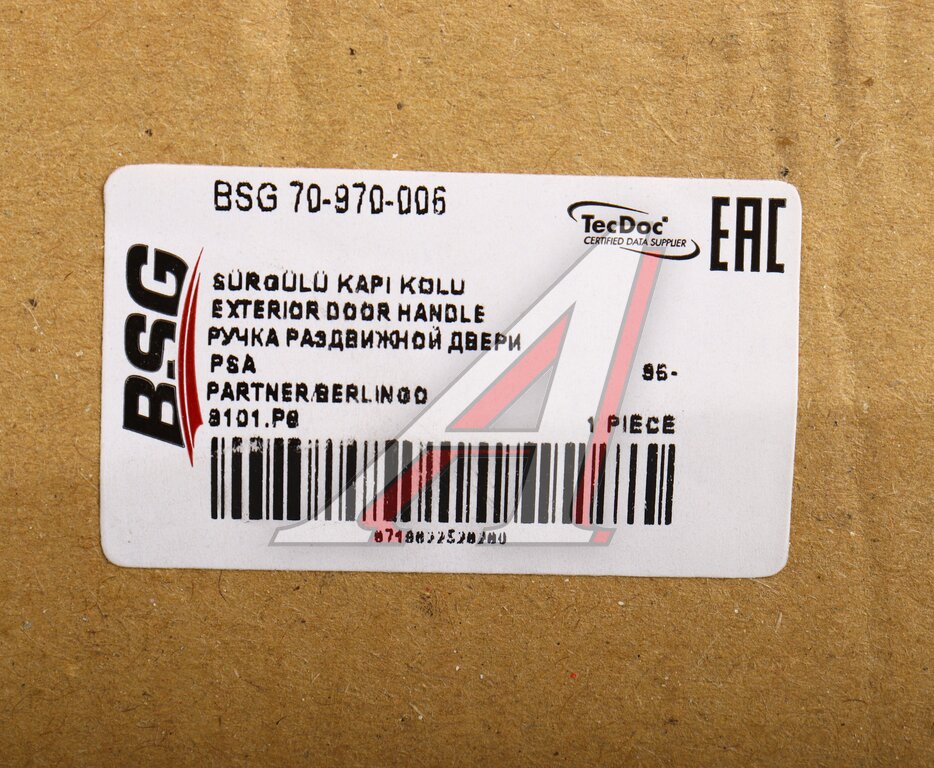 BSG 70-970-006
TecDoc
CERTIFIED DATA SUPPLIER
EAC
BSG
SÜRGÜLÜ KAPI KOLU
EXTERIOR DOOR HANDLE
РУЧКА РАЗДВИЖНОЙ ДВЕРИ
PSA 96-
PARTNER/BERLINGO
9101.P8 1 PIECE